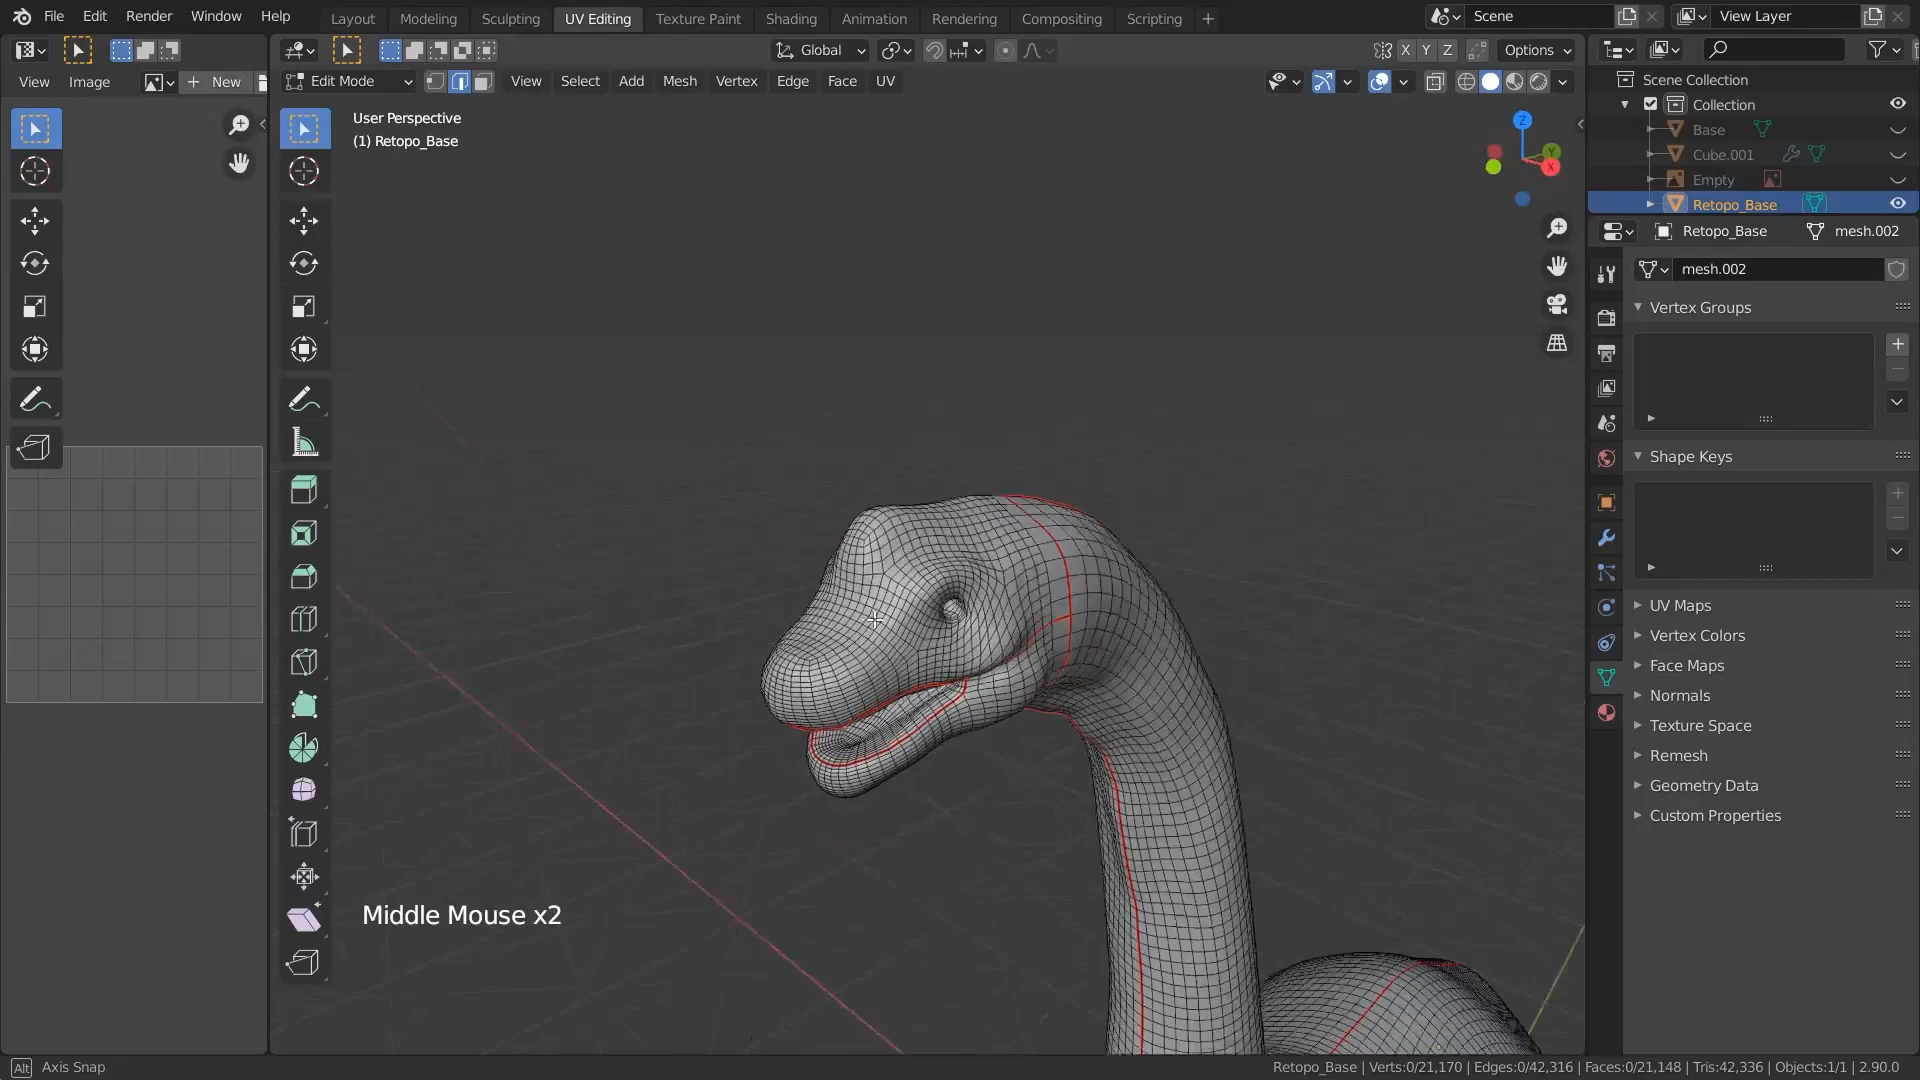 File Edit Render Window Help
Layout Modeling Sculpting UV Editing Texture Paint Shading Animation Rendering Compositing Scripting +
Scene
View Layer
Global
X Y Z
Options
View Image
+ New
Edit Mode
View Select Add Mesh Vertex Edge Face UV
User Perspective
(1) Retopo_Base
Z
Y
X
Middle Mouse x2
Scene Collection
Collection
Base
Cube.001
Empty
Retopo_Base
Retopo_Base
mesh.002
mesh.002
Vertex Groups
Shape Keys
UV Maps
Vertex Colors
Face Maps
Normals
Texture Space
Remesh
Geometry Data
Custom Properties
Alt Axis Snap
Retopo_Base | Verts:0/21,170 | Edges:0/42,316 | Faces:0/21,148 | Tris:42,336 | Objects:1/1 | 2.90.0